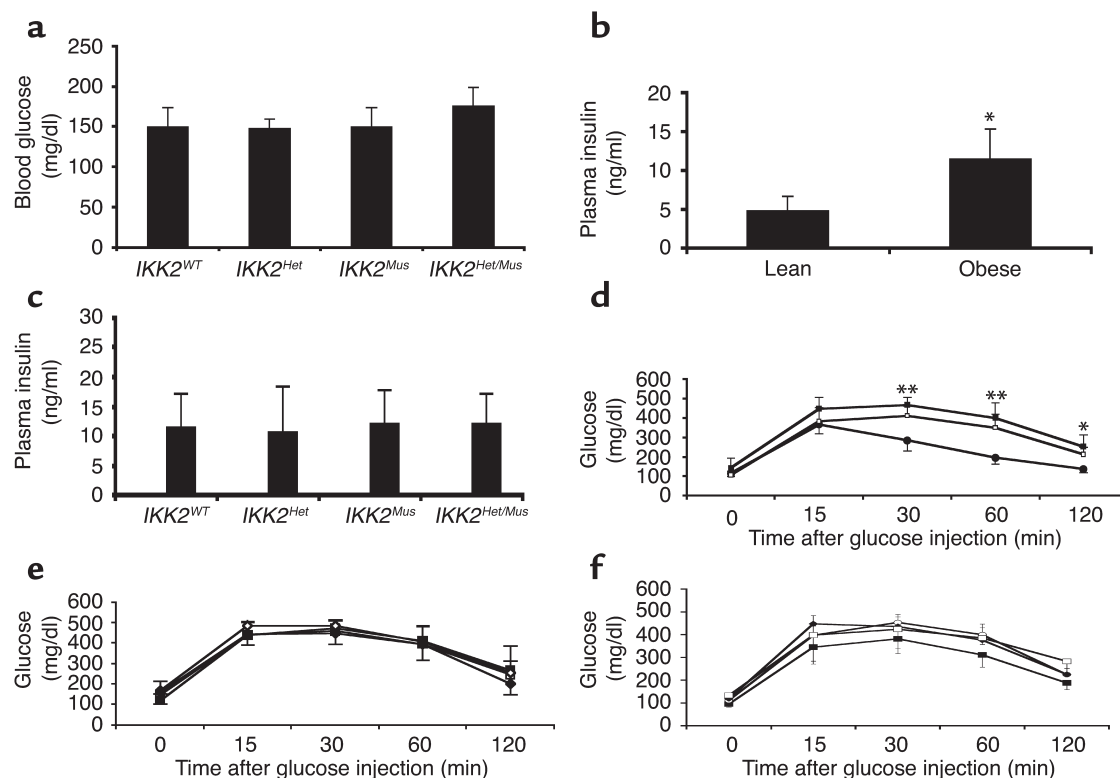 a
250
200
150
100
50
0
Blood glucose
(mg/dl)
IKK2WT IKK2Het IKK2Mus IKK2Het/Mus
b
20
15
10
5
0
Plasma insulin
(ng/ml)
*
Lean Obese
c
30
25
20
15
10
5
0
Plasma insulin
(ng/ml)
IKK2WT IKK2Het IKK2Mus IKK2Het/Mus
d
600
500
400
300
200
100
0
Glucose
(mg/dl)
** ** *
0 15 30 60 120
Time after glucose injection (min)
e
600
500
400
300
200
100
0
Glucose
(mg/dl)
0 15 30 60 120
Time after glucose injection (min)
f
600
500
400
300
200
100
0
Glucose
(mg/dl)
0 15 30 60 120
Time after glucose injection (min)